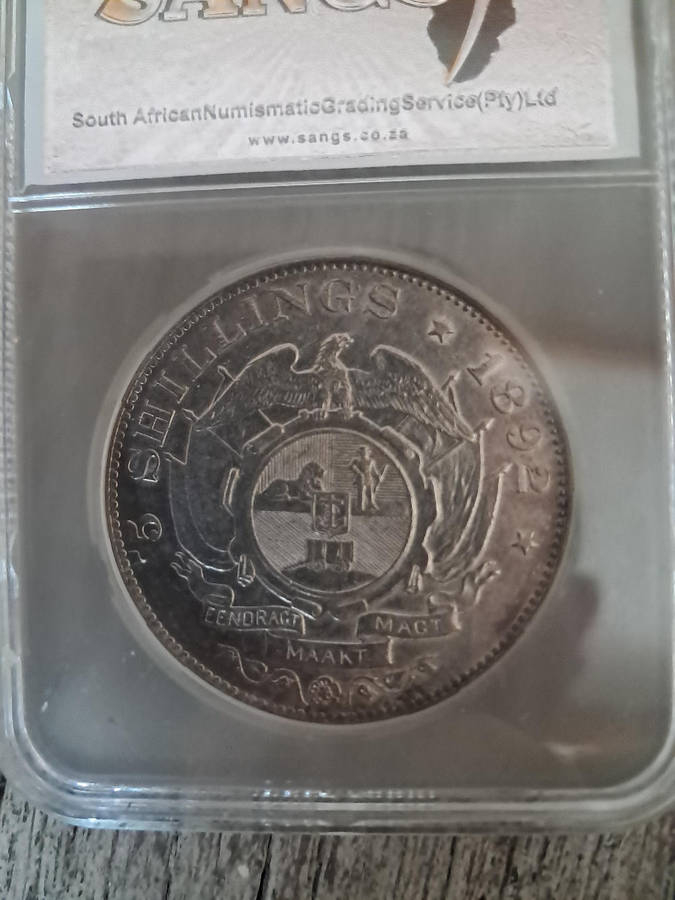 SANGS
South AfricanNumismaticGradingService(Pty)Ltd
www.sangs.co.za
5 SHILLINGS ★ 1892 ★
EENDRAGT
MAAKT
MAGT